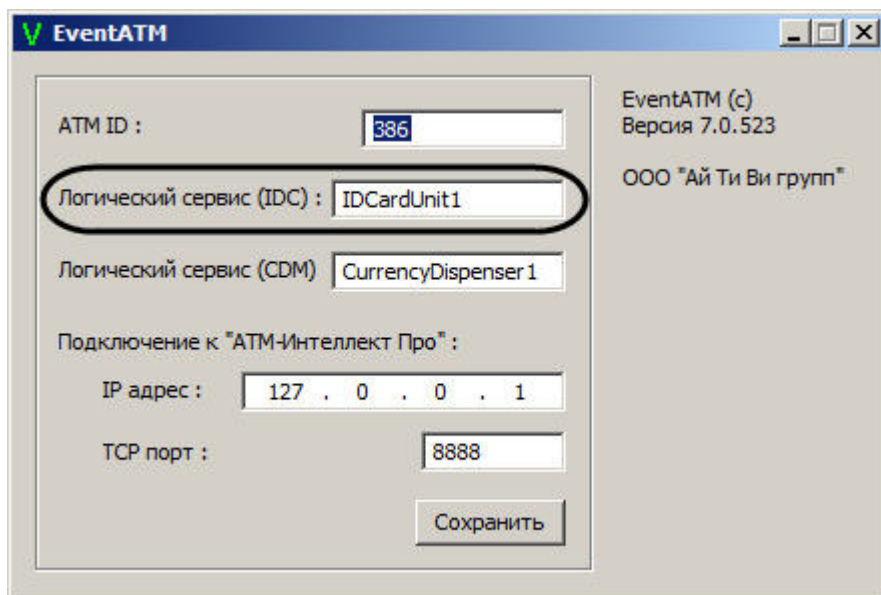 EventATM
ATM ID :
386
EventATM (c)
Версия 7.0.523
ООО "Ай Ти Ви групп"
Логический сервис (IDC) :
IDCardUnit1
Логический сервис (CDM)
CurrencyDispenser1
Подключение к "АТМ-Интеллект Про" :
IP адрес :
127 . 0 . 0 . 1
TCP порт :
8888
Сохранить